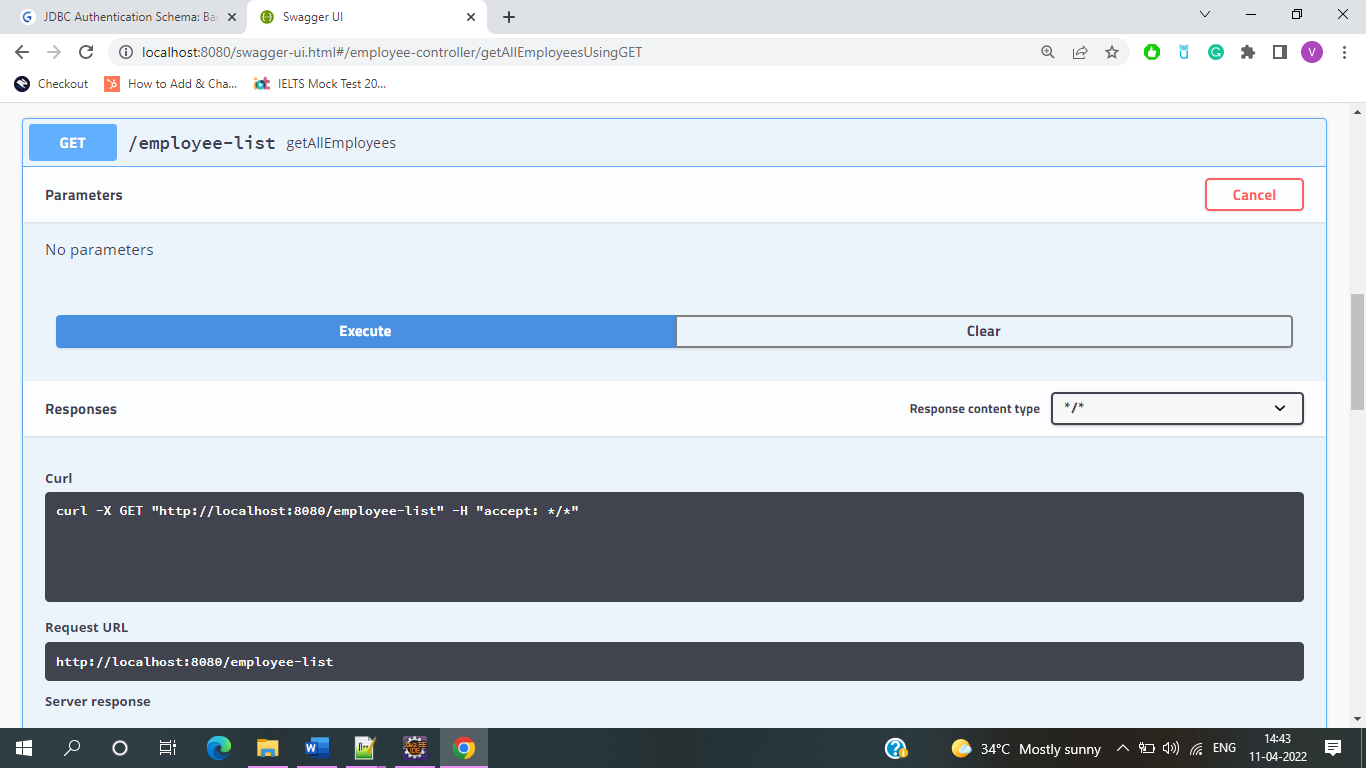 JDBC Authentication Schema: Ba
Swagger UI
localhost:8080/swagger-ui.html#/employee-controller/getAllEmployeesUsingGET
V
Checkout
How to Add & Cha...
IELTS Mock Test 20...
GET /employee-list getAllEmployees
Parameters
Cancel
No parameters
Execute
Clear
Responses
Response content type
*/*
Curl
curl -X GET "http://localhost:8080/employee-list" -H "accept: */*"
Request URL
http://localhost:8080/employee-list
Server response
34°C Mostly sunny
ENG
14:43
11-04-2022